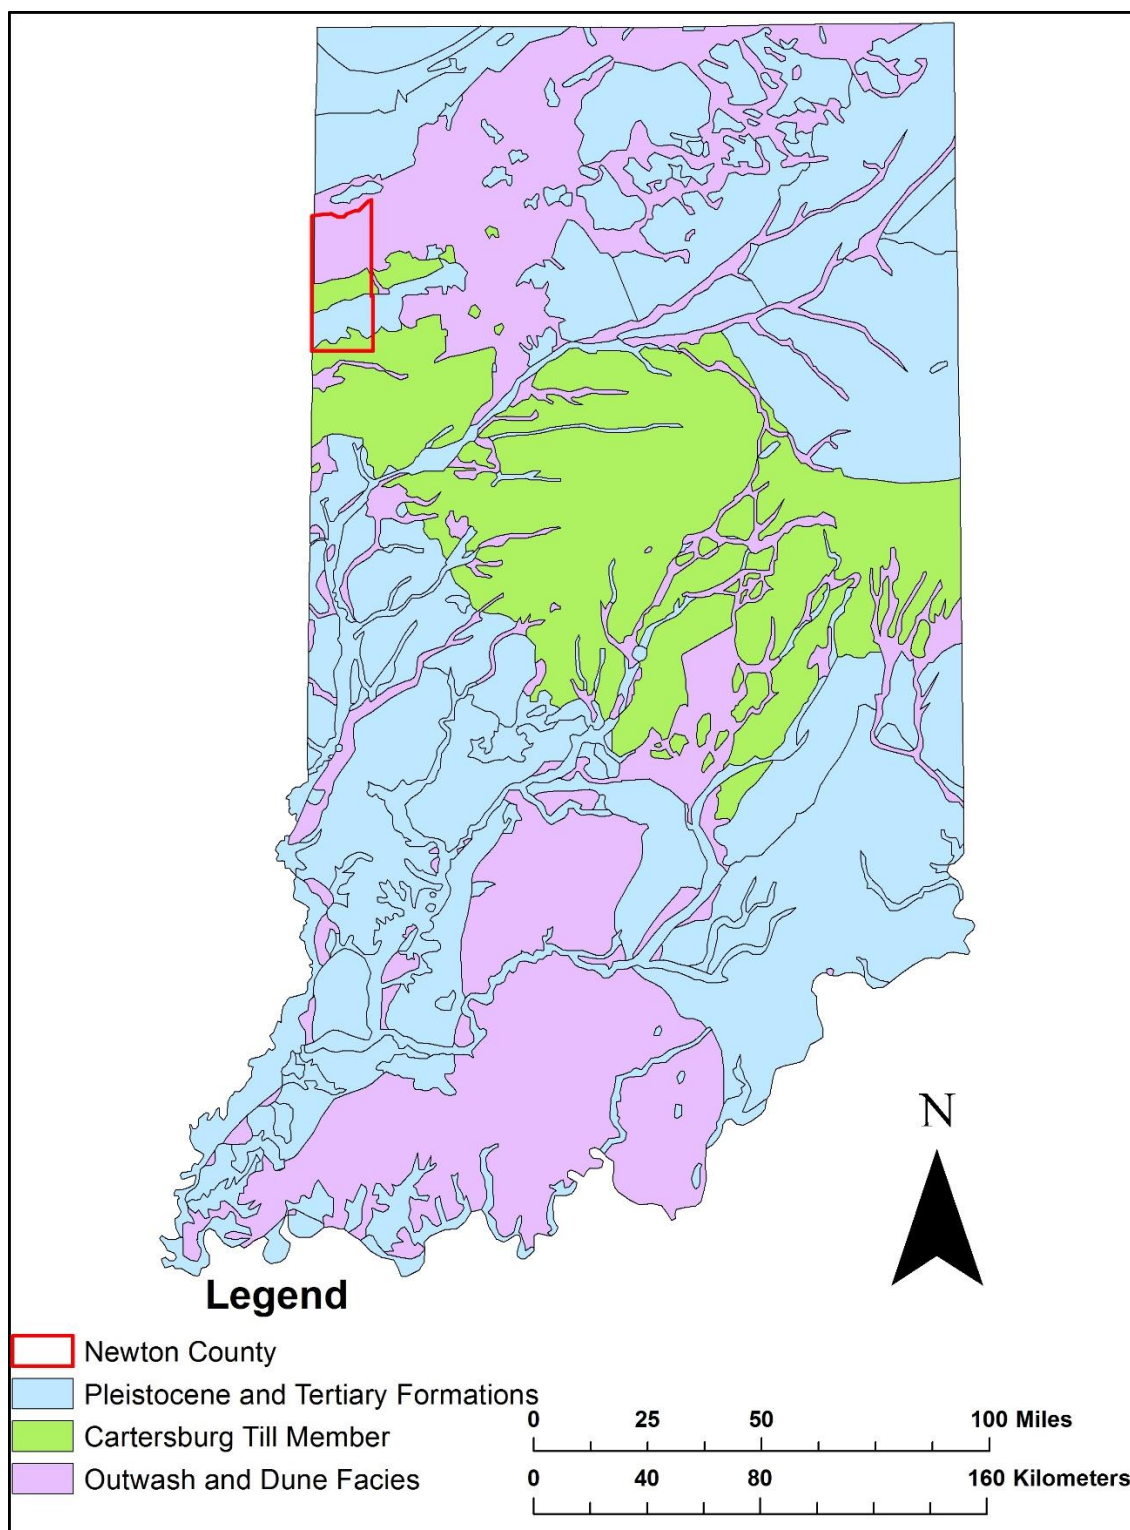 N
Legend
Newton County
Pleistocene and Tertiary Formations
Cartersburg Till Member
Outwash and Dune Facies
0 25 50 100 Miles
0 40 80 160 Kilometers